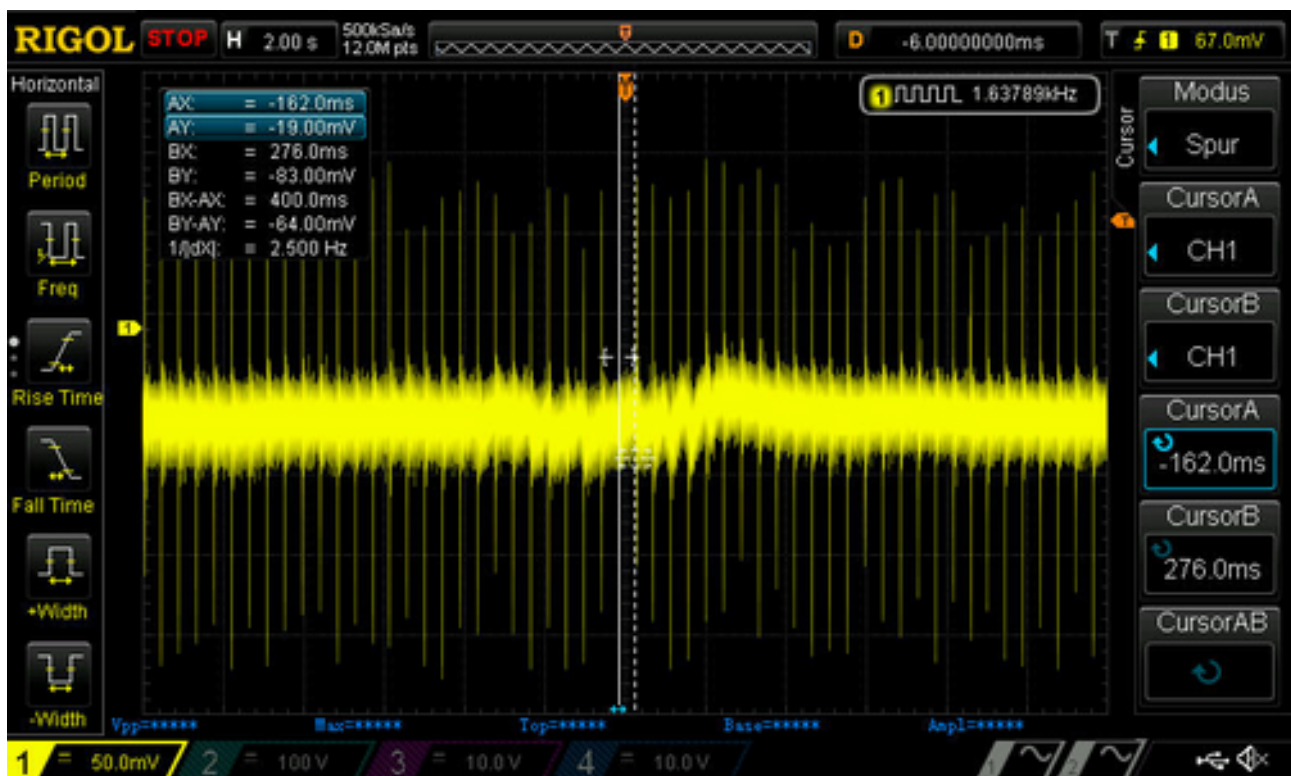 RIGOL STOP H 2.00 s 500kSa/s 12.0M pts D -6.00000000ms T 1 67.0mV
Horizontal
Period
Freq
Rise Time
Fall Time
+Width
-Width
AX: = -162.0ms
AY: = -19.00mV
BX: = 276.0ms
BY: = -83.00mV
BX-AX: = 400.0ms
BY-AY: = -64.00mV
1/|dX|: = 2.500 Hz
T
1 1.63789kHz
1
T
Cursor
Modus
Spur
CursorA
CH1
CursorB
CH1
CursorA
-162.0ms
CursorB
276.0ms
CursorAB
Vpp=***** Max=***** Top=***** Base=***** Ampl=*****
1 = 50.0mV 2 = 100 V 3 = 10.0 V 4 = 10.0 V 1 2